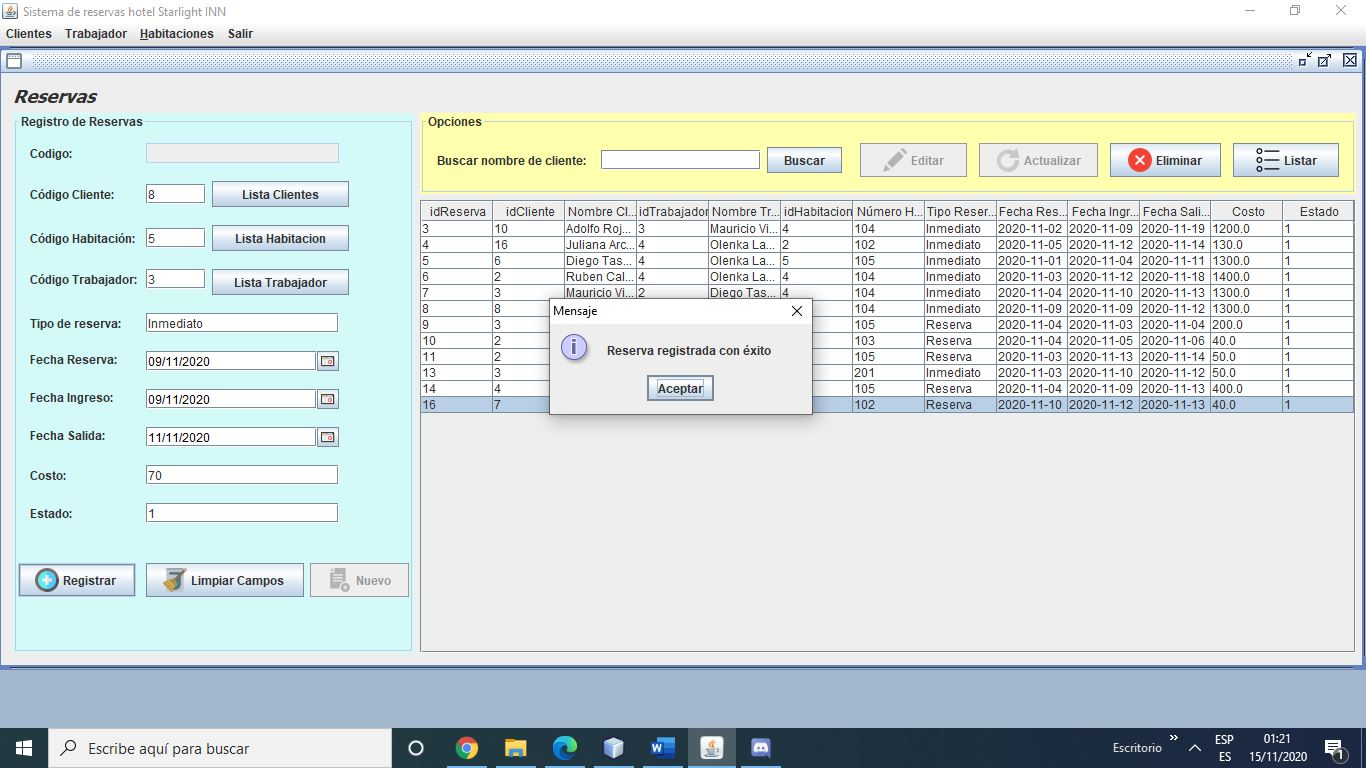 Sistema de reservas hotel Starlight INN
Clientes Trabajador Habitaciones Salir
Reservas
Registro de Reservas
Codigo:
Código Cliente: 8 Lista Clientes
Código Habitación: 5 Lista Habitacion
Código Trabajador: 3 Lista Trabajador
Tipo de reserva: Inmediato
Fecha Reserva: 09/11/2020
Fecha Ingreso: 09/11/2020
Fecha Salida: 11/11/2020
Costo: 70
Estado: 1
Registrar Limpiar Campos Nuevo
Opciones
Buscar nombre de cliente: Buscar Editar Actualizar Eliminar Listar
idReserva idCliente Nombre Cl... idTrabajador Nombre Tr... idHabitacion Número H... Tipo Reser... Fecha Res... Fecha Ingr... Fecha Sali... Costo Estado
3 10 Adolfo Roj... 3 Mauricio Vi... 4 104 Inmediato 2020-11-02 2020-11-09 2020-11-19 1200.0 1
4 16 Juliana Arc... 4 Olenka La... 2 102 Inmediato 2020-11-05 2020-11-12 2020-11-14 130.0 1
5 6 Diego Tas... 4 Olenka La... 5 105 Inmediato 2020-11-01 2020-11-04 2020-11-11 1300.0 1
6 2 Ruben Cal... 4 Olenka La... 4 104 Inmediato 2020-11-03 2020-11-12 2020-11-18 1400.0 1
7 3 Mauricio Vi... 2 Diego Tas... 4 104 Inmediato 2020-11-04 2020-11-10 2020-11-13 1300.0 1
8 8 104 Inmediato 2020-11-09 2020-11-09 2020-11-12 1300.0 1
9 3 105 Reserva 2020-11-04 2020-11-03 2020-11-04 200.0 1
10 2 103 Reserva 2020-11-04 2020-11-05 2020-11-06 40.0 1
11 2 105 Reserva 2020-11-03 2020-11-13 2020-11-14 50.0 1
13 3 201 Inmediato 2020-11-03 2020-11-10 2020-11-12 50.0 1
14 4 105 Reserva 2020-11-04 2020-11-09 2020-11-13 400.0 1
16 7 102 Reserva 2020-11-10 2020-11-12 2020-11-13 40.0 1
Mensaje
Reserva registrada con éxito
Aceptar
Escribe aquí para buscar
Escritorio
ESP
ES
01:21
15/11/2020
1